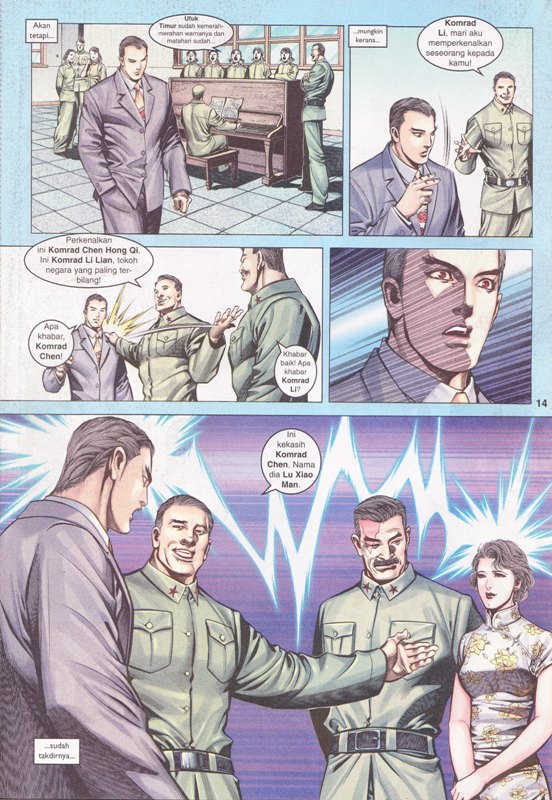 Akan
tetapi...
Ufuk
Timur sudah kemerah-
merahan warnanya dan
matahari sudah...
...mungkin
kerana...
Komrad
Li, mari aku
memperkenalkan
seseorang kepada
kamu!
Perkenalkan
ini Komrad Chen Hong Qi.
Ini Komrad Li Lian, tokoh
negara yang paling ter-
bilang!
Apa
khabar,
Komrad
Chen!
Khabar
baik! Apa
khabar
Komrad
Li?
14
Ini
kekasih
Komrad
Chen. Nama
dia Lu Xiao
Man.
...sudah
takdirnya...